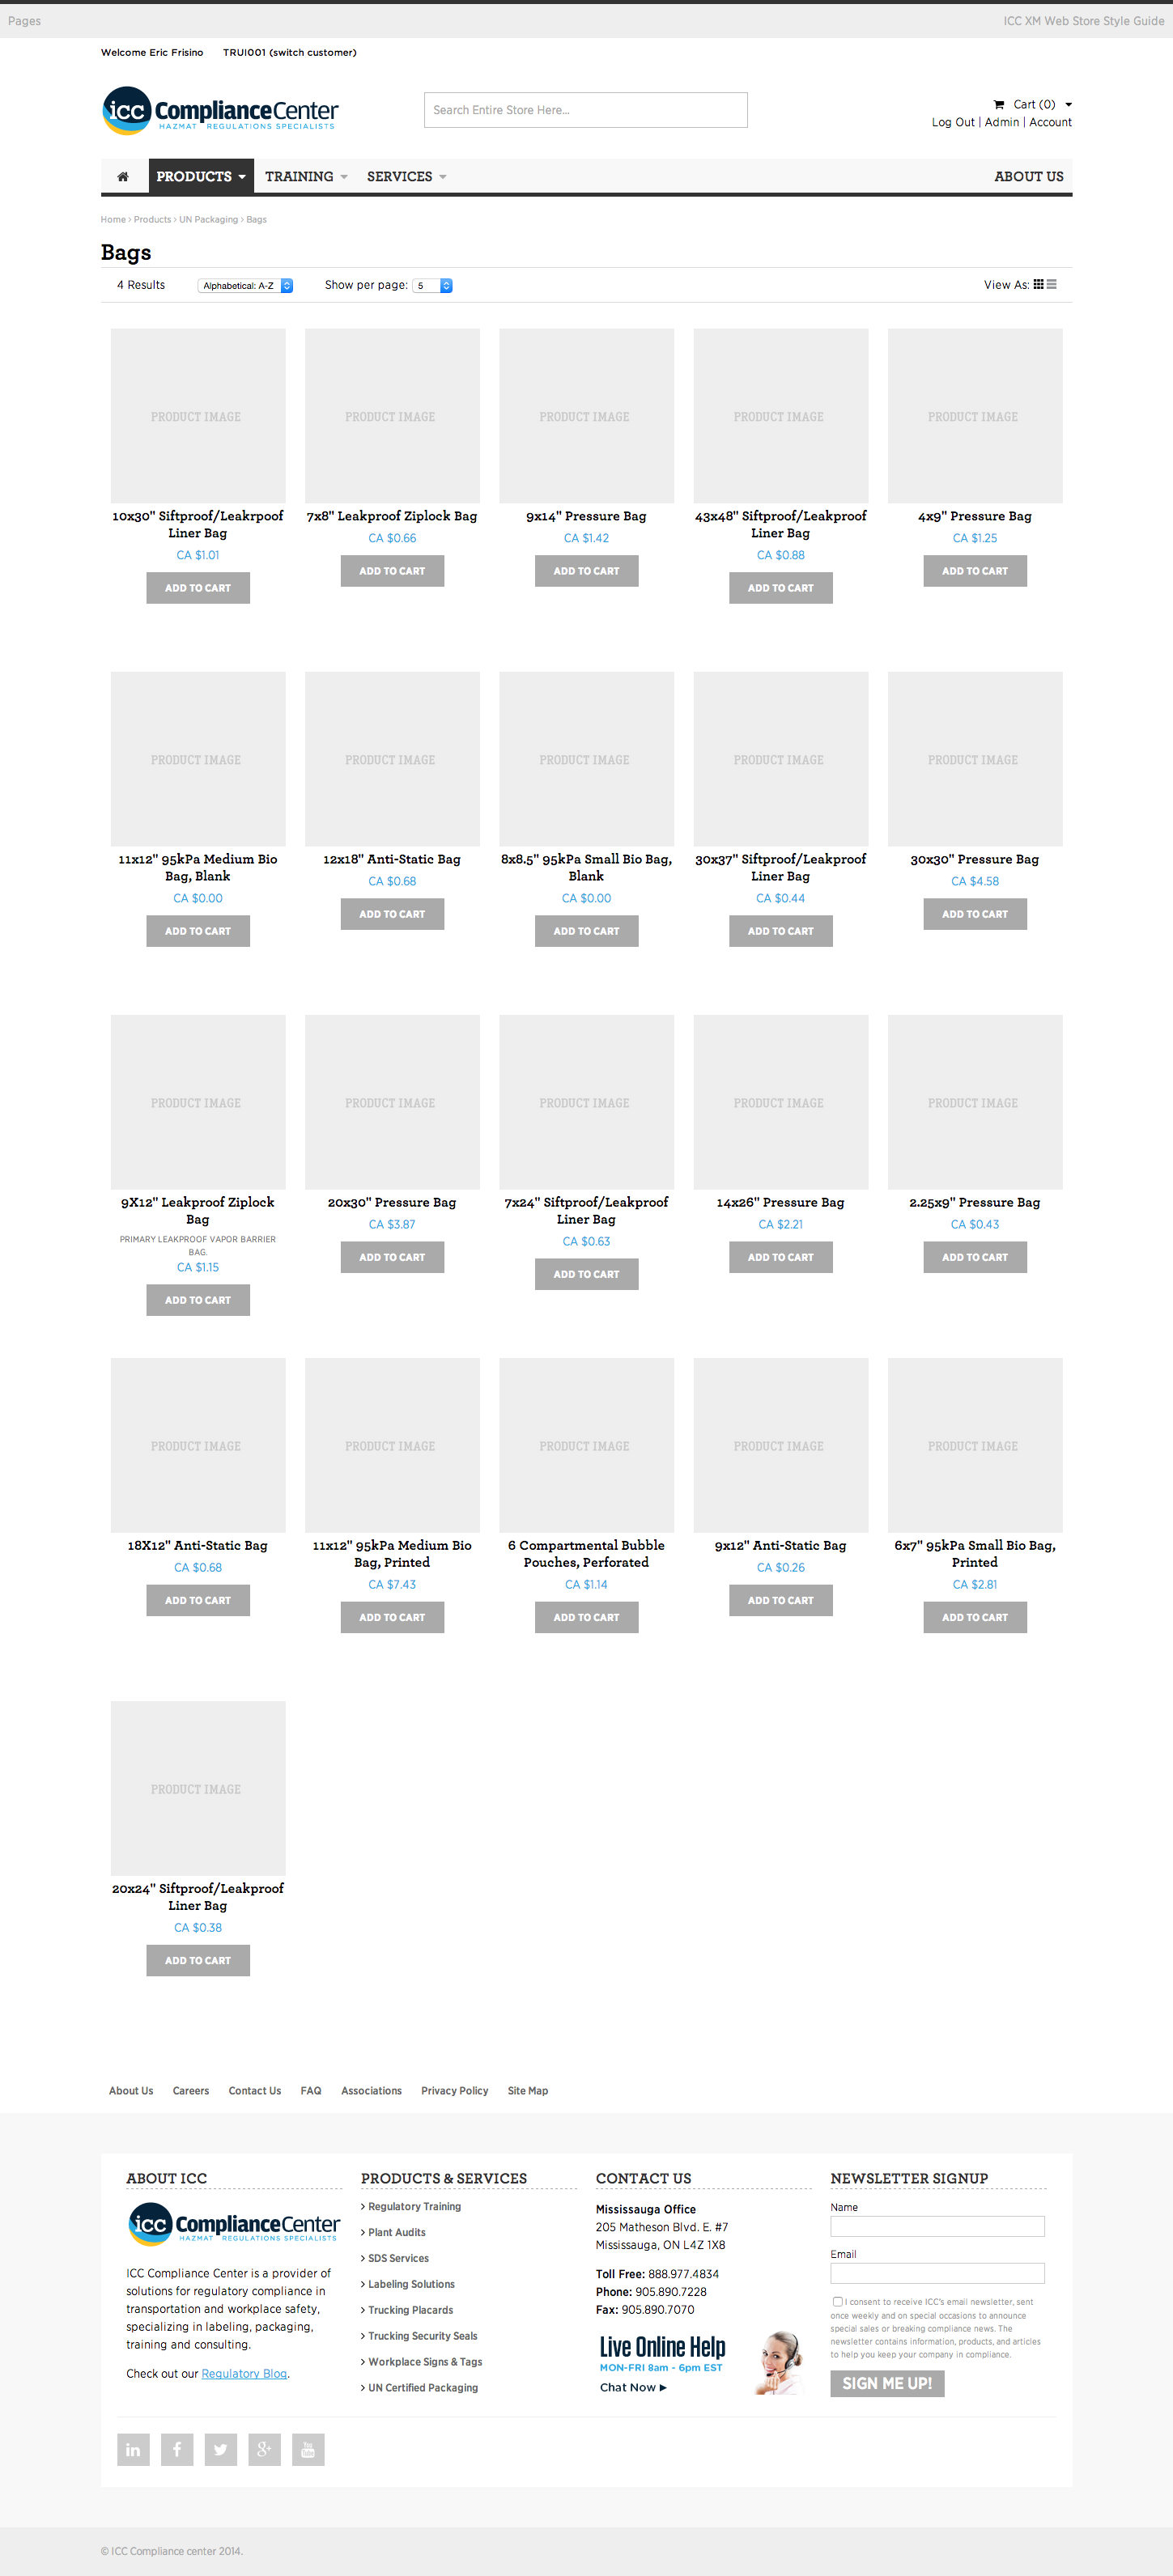 Pages
ICC XM Web Store Style Guide
Welcome Eric Frisino TRUI001 (switch customer)
icc ComplianceCenter
HAZMAT REGULATIONS SPECIALISTS
Search Entire Store Here...
Cart (0)
Log Out | Admin | Account
PRODUCTS TRAINING SERVICES ABOUT US
Home › Products › UN Packaging › Bags
Bags
4 Results Alphabetical: A-Z Show per page: 5 View As:
PRODUCT IMAGE
10x30" Siftproof/Leakrpoof
Liner Bag
CA $1.01
ADD TO CART
PRODUCT IMAGE
7x8" Leakproof Ziplock Bag
CA $0.66
ADD TO CART
PRODUCT IMAGE
9x14" Pressure Bag
CA $1.42
ADD TO CART
PRODUCT IMAGE
43x48" Siftproof/Leakproof
Liner Bag
CA $0.88
ADD TO CART
PRODUCT IMAGE
4x9" Pressure Bag
CA $1.25
ADD TO CART
PRODUCT IMAGE
11x12" 95kPa Medium Bio
Bag, Blank
CA $0.00
ADD TO CART
PRODUCT IMAGE
12x18" Anti-Static Bag
CA $0.68
ADD TO CART
PRODUCT IMAGE
8x8.5" 95kPa Small Bio Bag,
Blank
CA $0.00
ADD TO CART
PRODUCT IMAGE
30x37" Siftproof/Leakproof
Liner Bag
CA $0.44
ADD TO CART
PRODUCT IMAGE
30x30" Pressure Bag
CA $4.58
ADD TO CART
PRODUCT IMAGE
9X12" Leakproof Ziplock
Bag
PRIMARY LEAKPROOF VAPOR BARRIER
BAG.
CA $1.15
ADD TO CART
PRODUCT IMAGE
20x30" Pressure Bag
CA $3.87
ADD TO CART
PRODUCT IMAGE
7x24" Siftproof/Leakproof
Liner Bag
CA $0.63
ADD TO CART
PRODUCT IMAGE
14x26" Pressure Bag
CA $2.21
ADD TO CART
PRODUCT IMAGE
2.25x9" Pressure Bag
CA $0.43
ADD TO CART
PRODUCT IMAGE
18X12" Anti-Static Bag
CA $0.68
ADD TO CART
PRODUCT IMAGE
11x12" 95kPa Medium Bio
Bag, Printed
CA $7.43
ADD TO CART
PRODUCT IMAGE
6 Compartmental Bubble
Pouches, Perforated
CA $1.14
ADD TO CART
PRODUCT IMAGE
9x12" Anti-Static Bag
CA $0.26
ADD TO CART
PRODUCT IMAGE
6x7" 95kPa Small Bio Bag,
Printed
CA $2.81
ADD TO CART
PRODUCT IMAGE
20x24" Siftproof/Leakproof
Liner Bag
CA $0.38
ADD TO CART
About Us Careers Contact Us FAQ Associations Privacy Policy Site Map
ABOUT ICC
icc ComplianceCenter
HAZMAT REGULATIONS SPECIALISTS
ICC Compliance Center is a provider of
solutions for regulatory compliance in
transportation and workplace safety,
specializing in labeling, packaging,
training and consulting.
Check out our Regulatory Blog.
PRODUCTS & SERVICES
› Regulatory Training
› Plant Audits
› SDS Services
› Labeling Solutions
› Trucking Placards
› Trucking Security Seals
› Workplace Signs & Tags
› UN Certified Packaging
CONTACT US
Mississauga Office
205 Matheson Blvd. E. #7
Mississauga, ON L4Z 1X8
Toll Free: 888.977.4834
Phone: 905.890.7228
Fax: 905.890.7070
Live Online Help
MON-FRI 8am - 6pm EST
Chat Now ►
NEWSLETTER SIGNUP
Name
Email
I consent to receive ICC's email newsletter, sent
once weekly and on special occasions to announce
special sales or breaking compliance news. The
newsletter contains information, products, and articles
to help you keep your company in compliance.
SIGN ME UP!
in f g+ You Tube
© ICC Compliance center 2014.